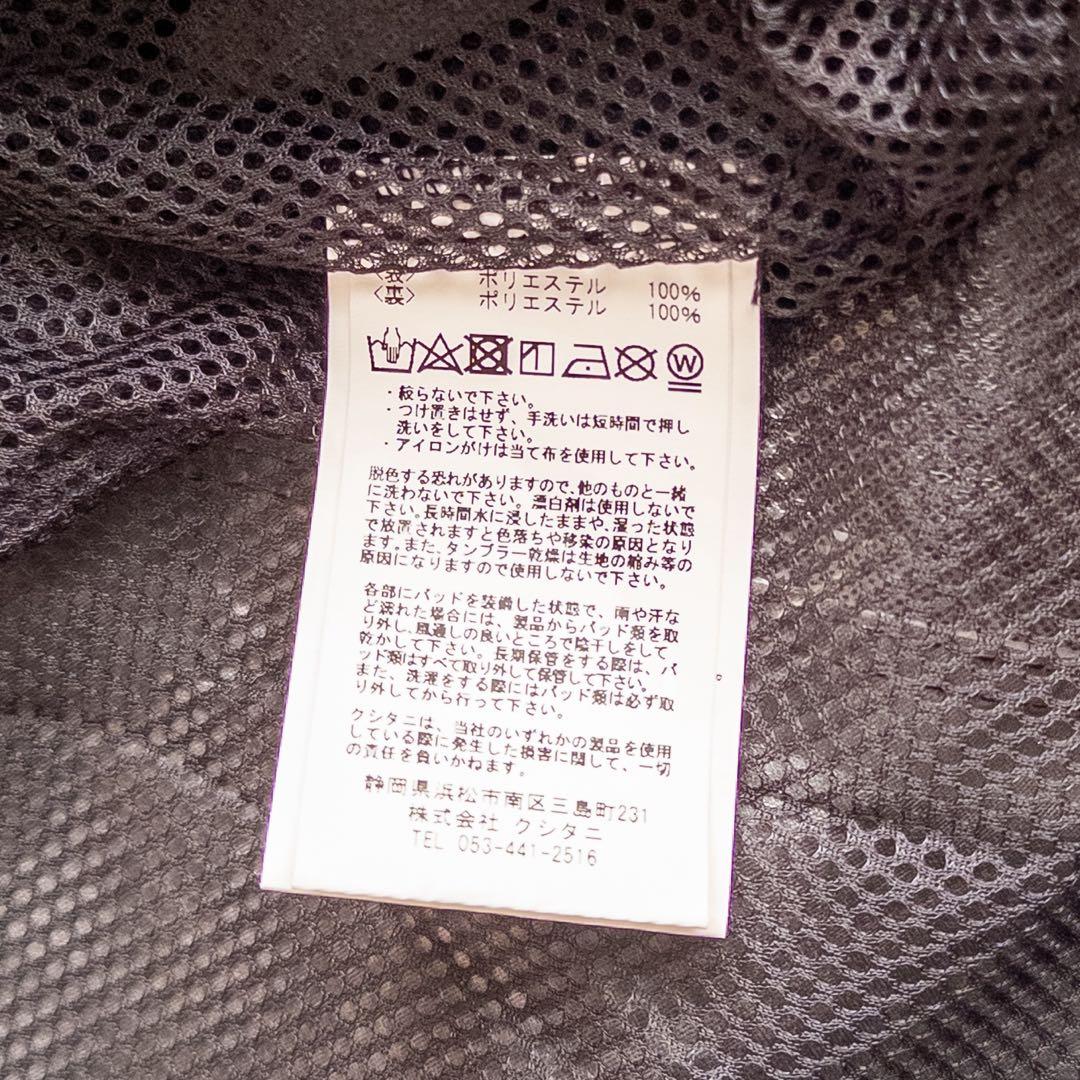 〈表〉 ポリエステル 100%
〈裏〉 ポリエステル 100%
W
・絞らないで下さい。
・つけ置きはせず、手洗いは短時間で押し
洗いをして下さい。
・アイロンがけは当て布を使用して下さい。
脱色する恐れがありますので、他のものと一緒
に洗わないで下さい。漂白剤は使用しないで
下さい。長時間水に浸したままや、湿った状態
で放置されますと色落ちや移染の原因となり
ます。また、タンブラー乾燥は生地の縮み等の
原因になりますので使用しないで下さい。
各部にパッドを装備した状態で、雨や汗な
ど濡れた場合には、製品からパッド類を取
り外し、風通しの良いところで陰干しをして
乾かして下さい。長期保管をする際は、パ
ッド類はすべて取り外して保管して下さい。
また、洗濯をする際にはパッド類は必ず取
り外してから行って下さい。
クシタニは、当社のいずれかの製品を使用
している際に発生した損害に関して、一切
の責任を負いかねます。
静岡県浜松市南区三島町231
株式会社 クシタニ
TEL 053-441-2516